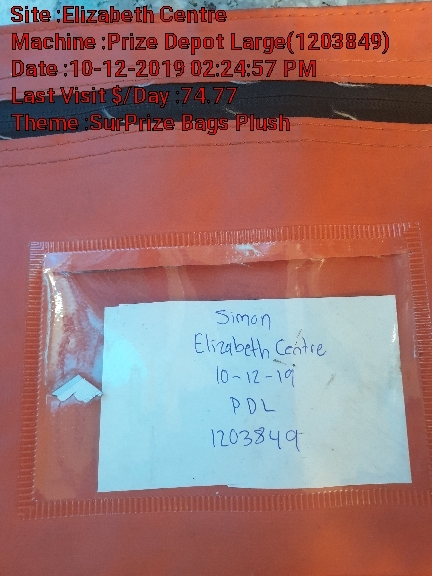 Site :Elizabeth Centre
Machine :Prize Depot Large(1203849)
Date :10-12-2019 02:24:57 PM
Last Visit $/Day :74.77
Theme :SurPrize Bags Plush
Simon
Elizabeth Centre
10-12-19
PDL
1203849